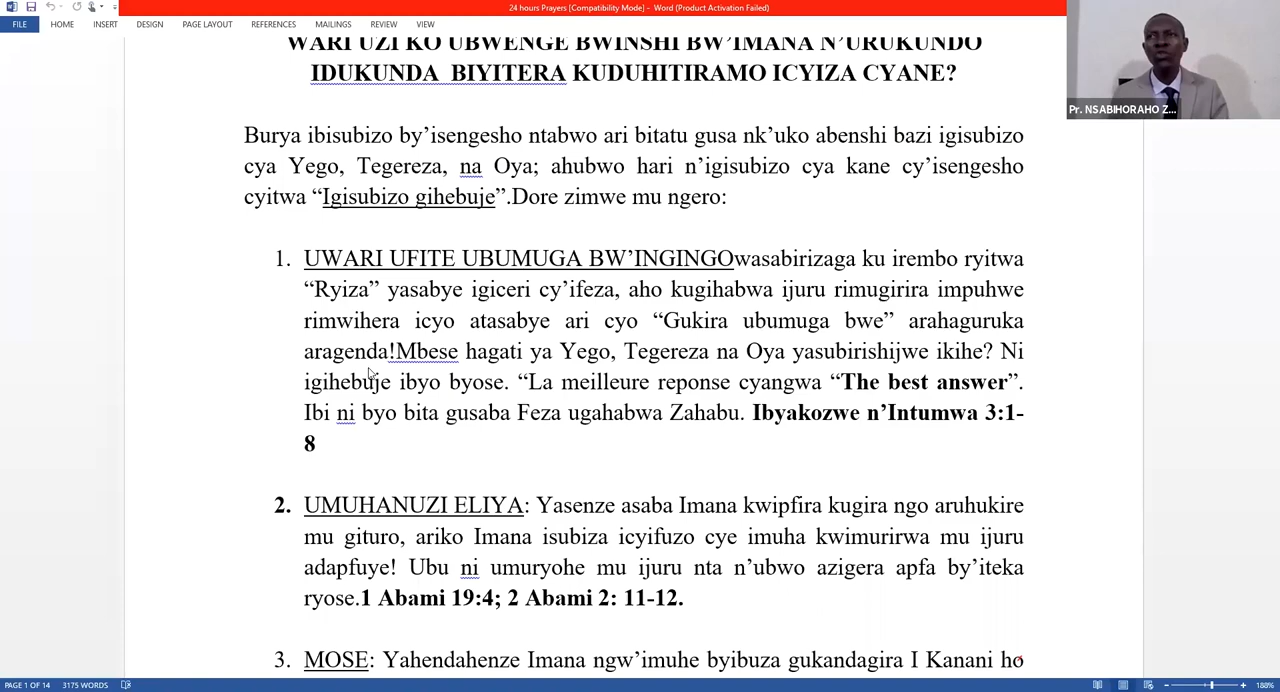 24 hours Prayers [Compatibility Mode] - Word (Product Activation Failed)
FILE HOME INSERT DESIGN PAGE LAYOUT REFERENCES MAILINGS REVIEW VIEW
WARI UZI KO UBWENGE BWINSHI BW’IMANA N’URUKUNDO
IDUKUNDA BIYITERA KUDUHITIRAMO ICYIZA CYANE?
Pr. NSABIHORAHO Z...
Burya ibisubizo by’isengesho ntabwo ari bitatu gusa nk’uko abenshi bazi igisubizo
cya Yego, Tegereza, na Oya; ahubwo hari n’igisubizo cya kane cy’isengesho
cyitwa “Igisubizo gihebuje”.Dore zimwe mu ngero:
1. UWARI UFITE UBUMUGA BW’INGINGOwasabirizaga ku irembo ryitwa
“Ryiza” yasabye igiceri cy’ifeza, aho kugihabwa ijuru rimugirira impuhwe
rimwihera icyo atasabye ari cyo “Gukira ubumuga bwe” arahaguruka
aragenda!Mbese hagati ya Yego, Tegereza na Oya yasubirishijwe ikihe? Ni
igihebuje ibyo byose. “La meilleure reponse cyangwa “The best answer”.
Ibi ni byo bita gusaba Feza ugahabwa Zahabu. Ibyakozwe n’Intumwa 3:1-
8
2. UMUHANUZI ELIYA: Yasenze asaba Imana kwipfira kugira ngo aruhukire
mu gituro, ariko Imana isubiza icyifuzo cye imuha kwimurirwa mu ijuru
adapfuye! Ubu ni umuryohe mu ijuru nta n’ubwo azigera apfa by’iteka
ryose.1 Abami 19:4; 2 Abami 2: 11-12.
3. MOSE: Yahendahenze Imana ngw’imuhe byibuza gukandagira I Kanani ho
PAGE 1 OF 14 3175 WORDS 188%